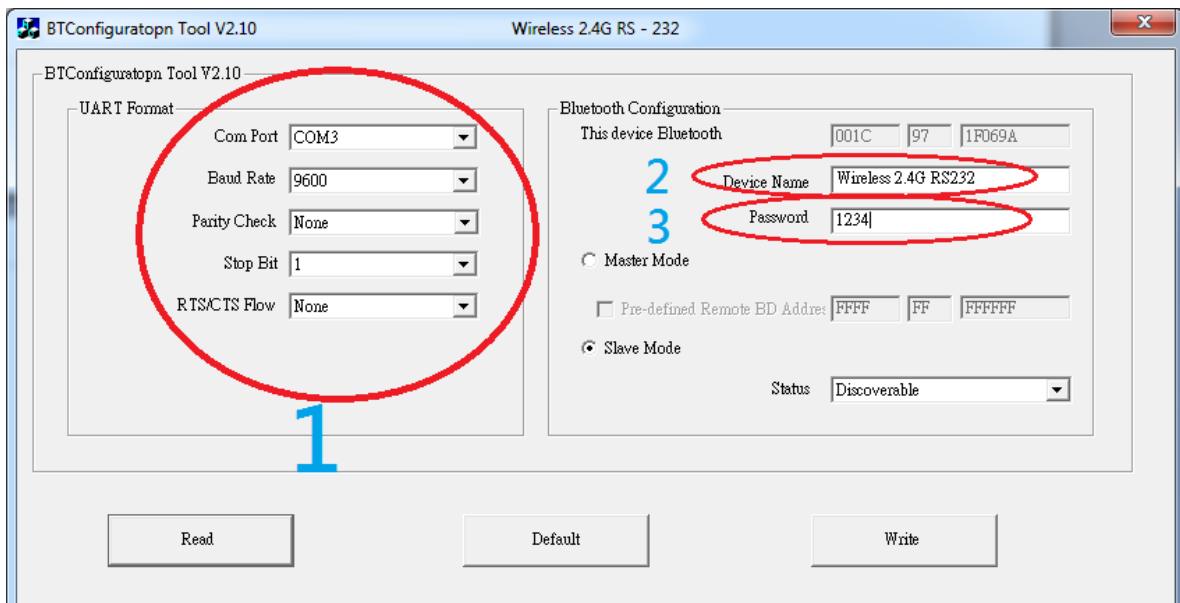 BTConfiguratopn Tool V2.10 Wireless 2.4G RS - 232
BTConfiguratopn Tool V2.10
UART Format
Com Port COM3
Baud Rate 9600
Parity Check None
Stop Bit 1
RTS/CTS Flow None
1
Bluetooth Configuration
This device Bluetooth 001C 97 1F069A
2 Device Name Wireless 2.4G RS232
3 Password 1234
Master Mode
Pre-defined Remote BD Addres FFFF FF FFFFFF
Slave Mode
Status Discoverable
Read Default Write